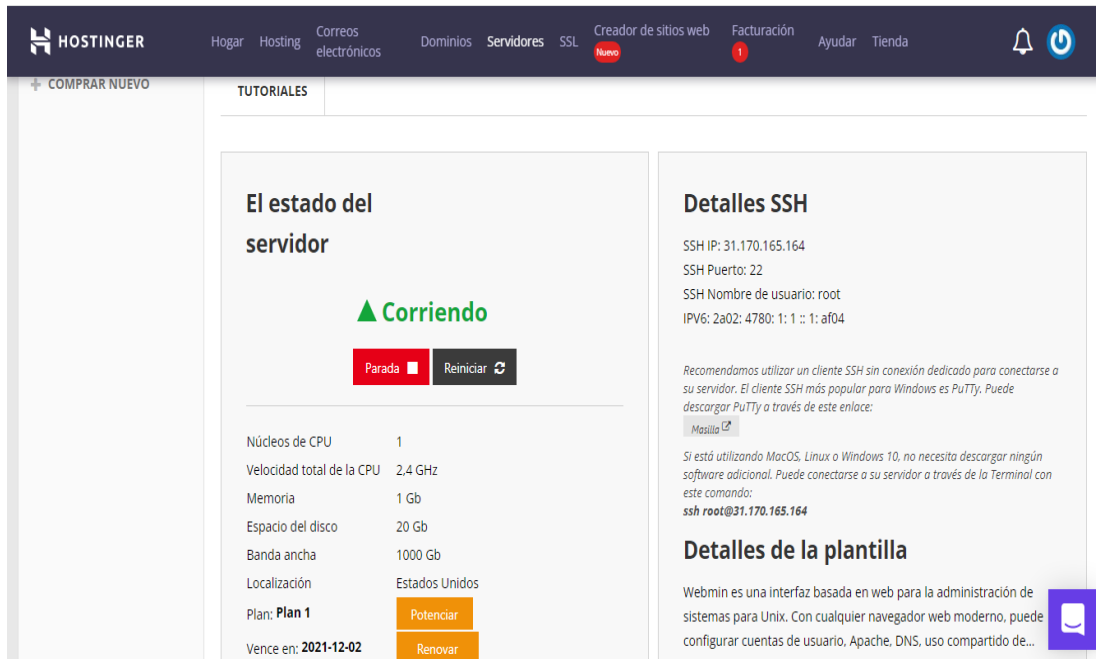 HOSTINGER
Hogar
Hosting
Correos
electrónicos
Dominios
Servidores
SSL
Creador de sitios web
Nuevo
Facturación
1
Ayudar
Tienda
COMPRAR NUEVO
TUTORIALES
El estado del
servidor
Corriendo
Parada
Reiniciar
Núcleos de CPU 1
Velocidad total de la CPU 2,4 GHz
Memoria 1 Gb
Espacio del disco 20 Gb
Banda ancha 1000 Gb
Localización Estados Unidos
Plan: Plan 1 Potenciar
Vence en: 2021-12-02 Renovar
Detalles SSH
SSH IP: 31.170.165.164
SSH Puerto: 22
SSH Nombre de usuario: root
IPV6: 2a02: 4780: 1: 1 :: 1: af04
Recomendamos utilizar un cliente SSH sin conexión dedicado para conectarse a
su servidor. El cliente SSH más popular para Windows es PuTTy. Puede
descargar PuTTy a través de este enlace:
Masilla
Si está utilizando MacOS, Linux o Windows 10, no necesita descargar ningún
software adicional. Puede conectarse a su servidor a través de la Terminal con
este comando:
ssh root@31.170.165.164
Detalles de la plantilla
Webmin es una interfaz basada en web para la administración de
sistemas para Unix. Con cualquier navegador web moderno, puede
configurar cuentas de usuario, Apache, DNS, uso compartido de...